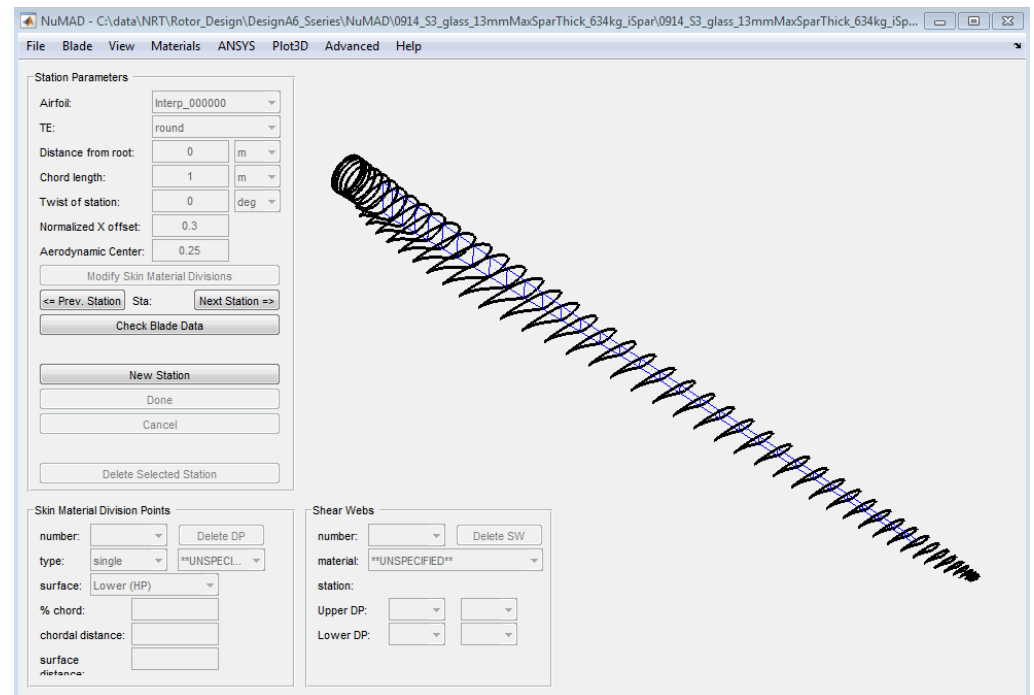 NuMAD - C:\data\NRT\Rotor_Design\DesignA6_Sseries\NuMAD\0914_S3_glass_13mmMaxSparThick_634kg_iSpar\0914_S3_glass_13mmMaxSparThick_634kg_iSp...
File Blade View Materials ANSYS Plot3D Advanced Help
Station Parameters
Airfoil: Interp_000000
TE: round
Distance from root: 0 m
Chord length: 1 m
Twist of station: 0 deg
Normalized X offset: 0.3
Aerodynamic Center: 0.25
Modify Skin Material Divisions
<= Prev. Station Sta: Next Station =>
Check Blade Data
New Station
Done
Cancel
Delete Selected Station
Skin Material Division Points
number: Delete DP
type: single **UNSPECI...
surface: Lower (HP)
% chord:
chordal distance:
surface
distance:
Shear Webs
number: Delete SW
material: **UNSPECIFIED**
station:
Upper DP:
Lower DP: